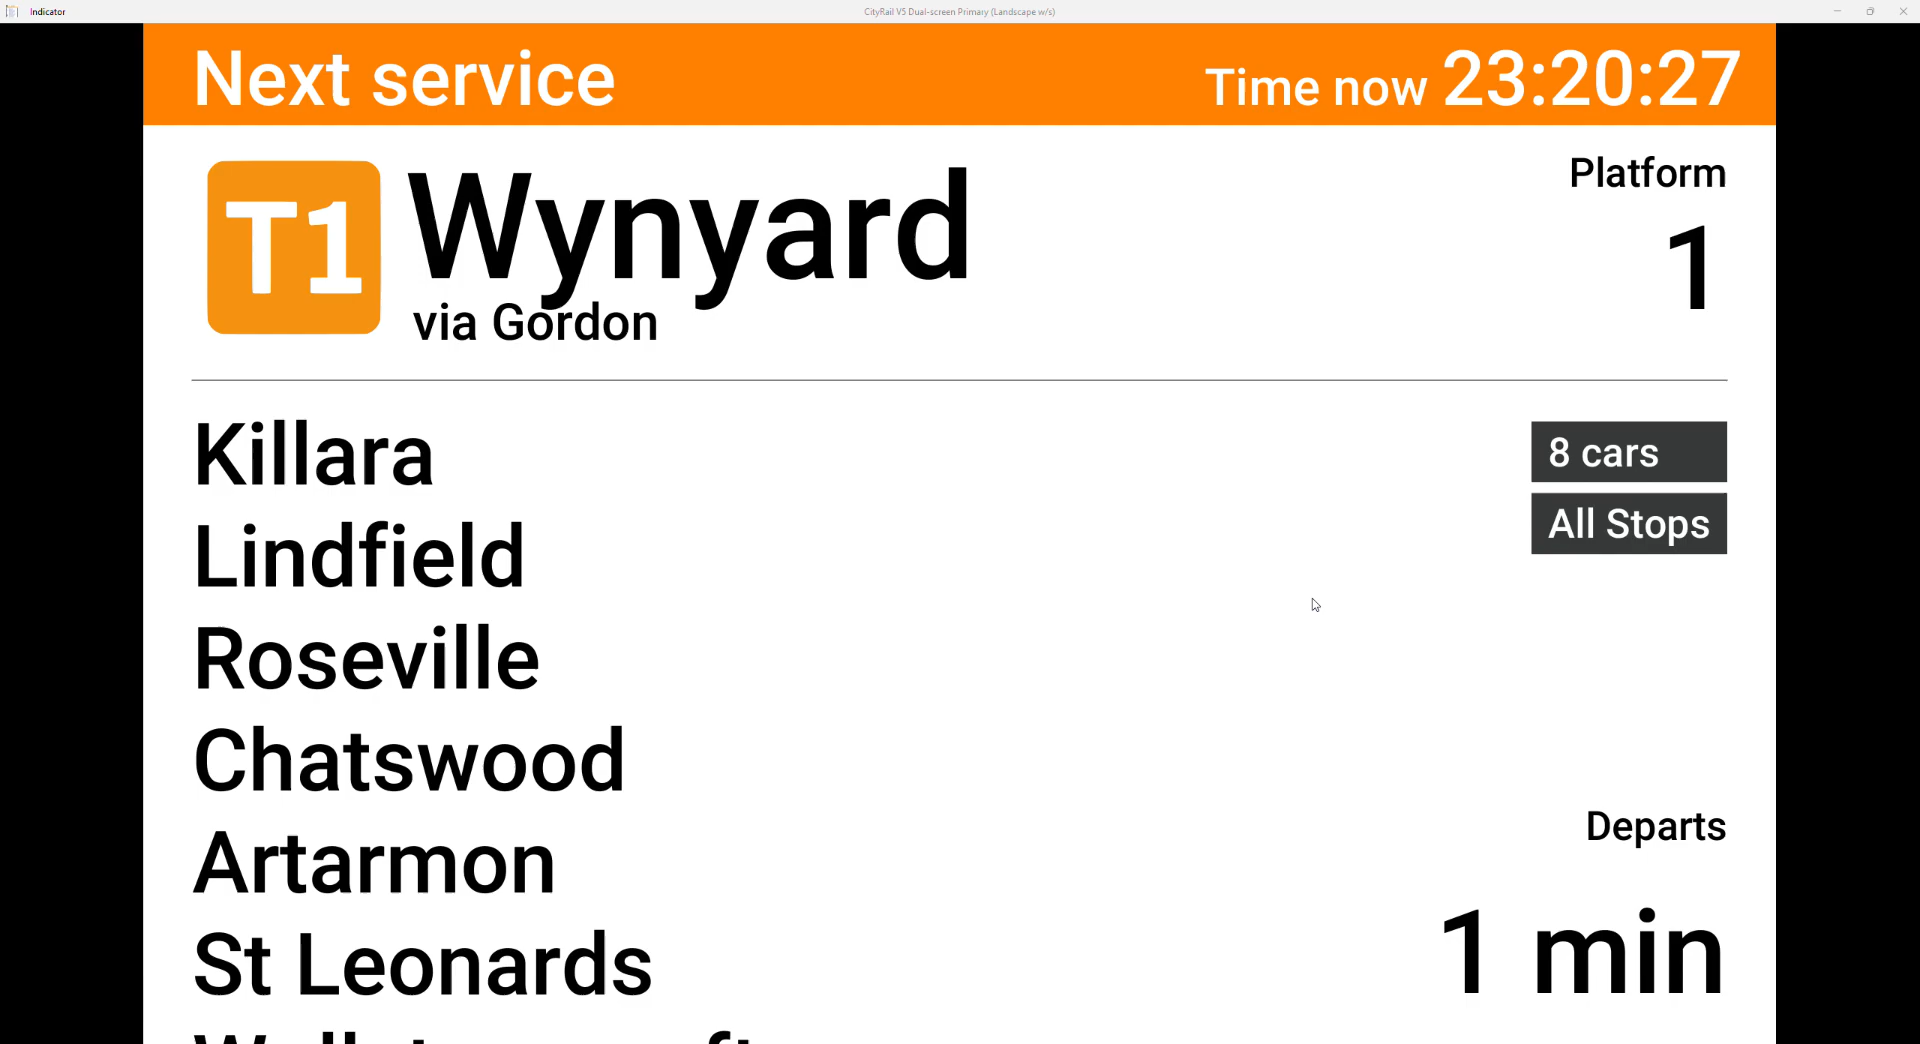 Indicator
CityRail V5 Dual-screen Primary (Landscape w/s)
Next service
Time now 23:20:27
T1
Wynyard
via Gordon
Platform
1
Killara
Lindfield
Roseville
Chatswood
Artarmon
St Leonards
8 cars
All Stops
Departs
1 min